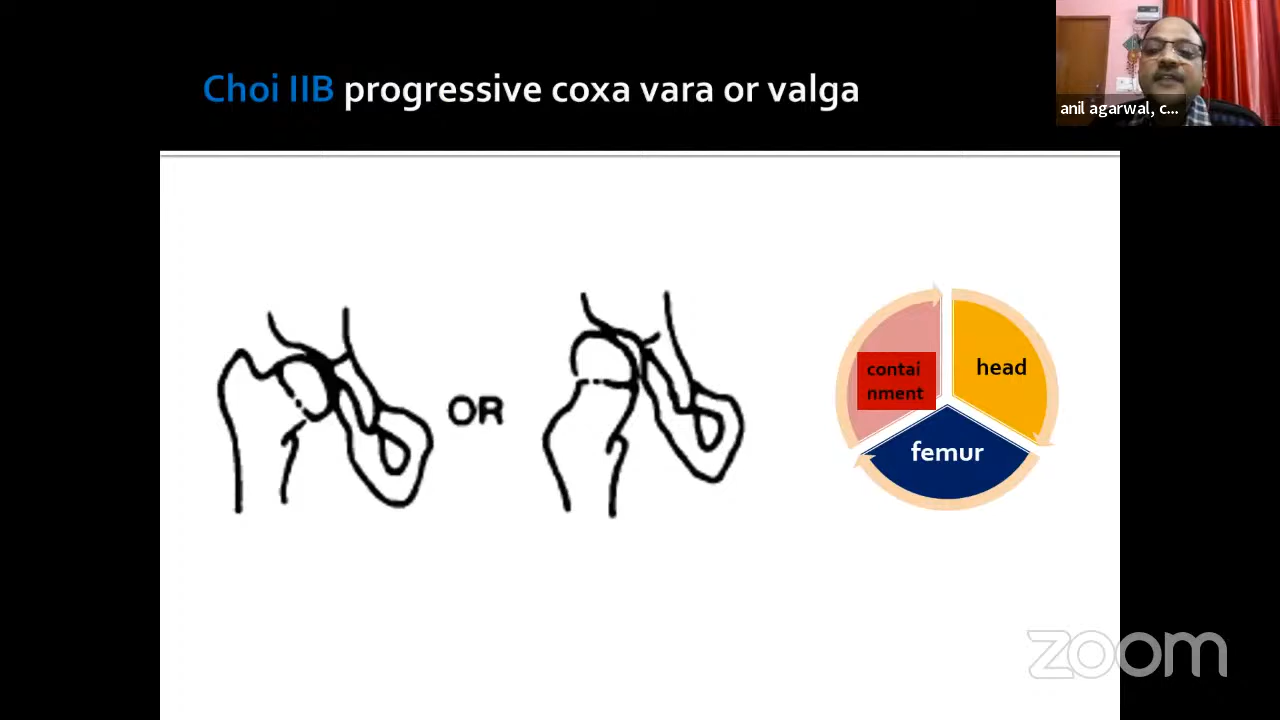 Choi IIB progressive coxa vara or valga
anil agarwal, c...
OR
contai
nment
head
femur
zoom